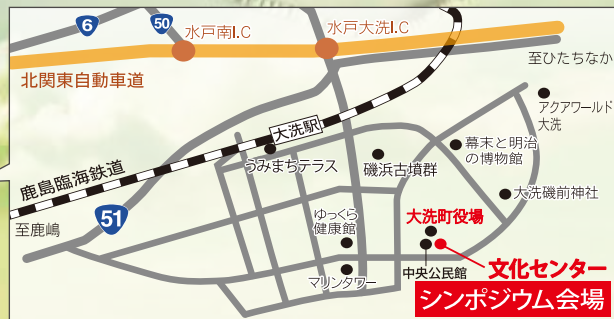 6
50
水戸南I.C
水戸大洗I.C
至ひたちなか
北関東自動車道
アクアワールド
大洗
大洗駅
うみまちテラス
幕末と明治
の博物館
磯浜古墳群
鹿島臨海鉄道
大洗磯前神社
51
至鹿嶋
ゆっくら
健康館
大洗町役場
中央公民館
文化センター
マリンタワー
シンポジウム会場